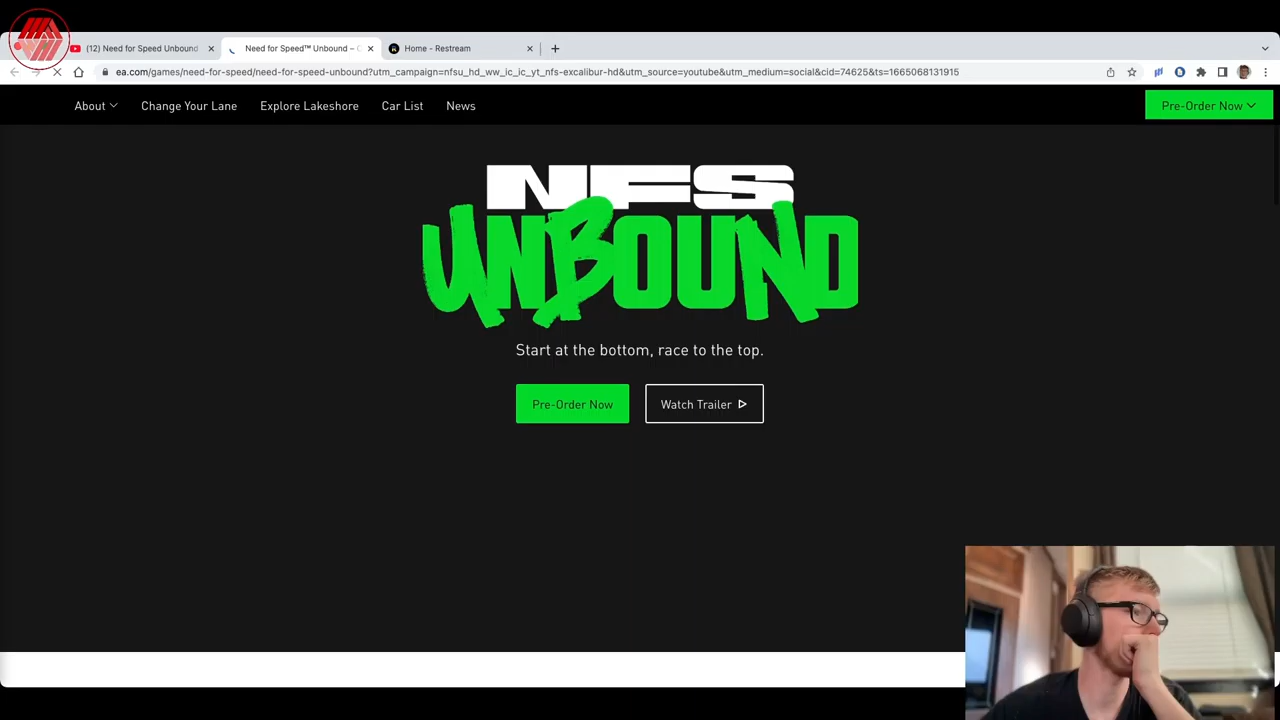 (12) Need for Speed Unbound
Need for Speed™ Unbound –
Home - Restream
ea.com/games/need-for-speed/need-for-speed-unbound?utm_campaign=nfsu_hd_ww_ic_ic_yt_nfs-excalibur-hd&utm_source=youtube&utm_medium=social&cid=74625&ts=1665068131915
About
Change Your Lane
Explore Lakeshore
Car List
News
Pre-Order Now
NFS
UNBOUND
Start at the bottom, race to the top.
Pre-Order Now
Watch Trailer